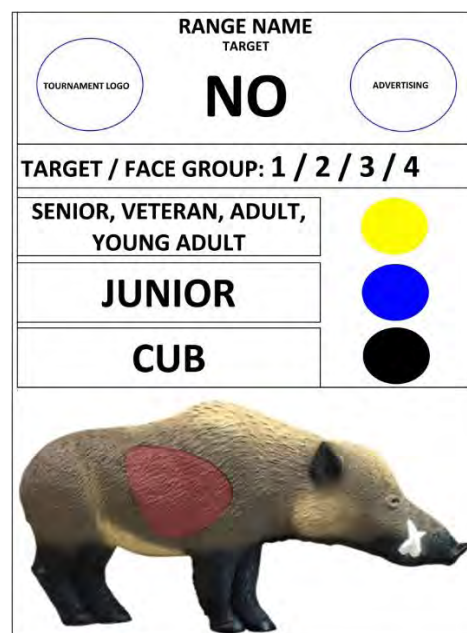 RANGE NAME
TARGET
TOURNAMENT LOGO
NO
ADVERTISING
TARGET / FACE GROUP: 1 / 2 / 3 / 4
SENIOR, VETERAN, ADULT,
YOUNG ADULT
JUNIOR
CUB